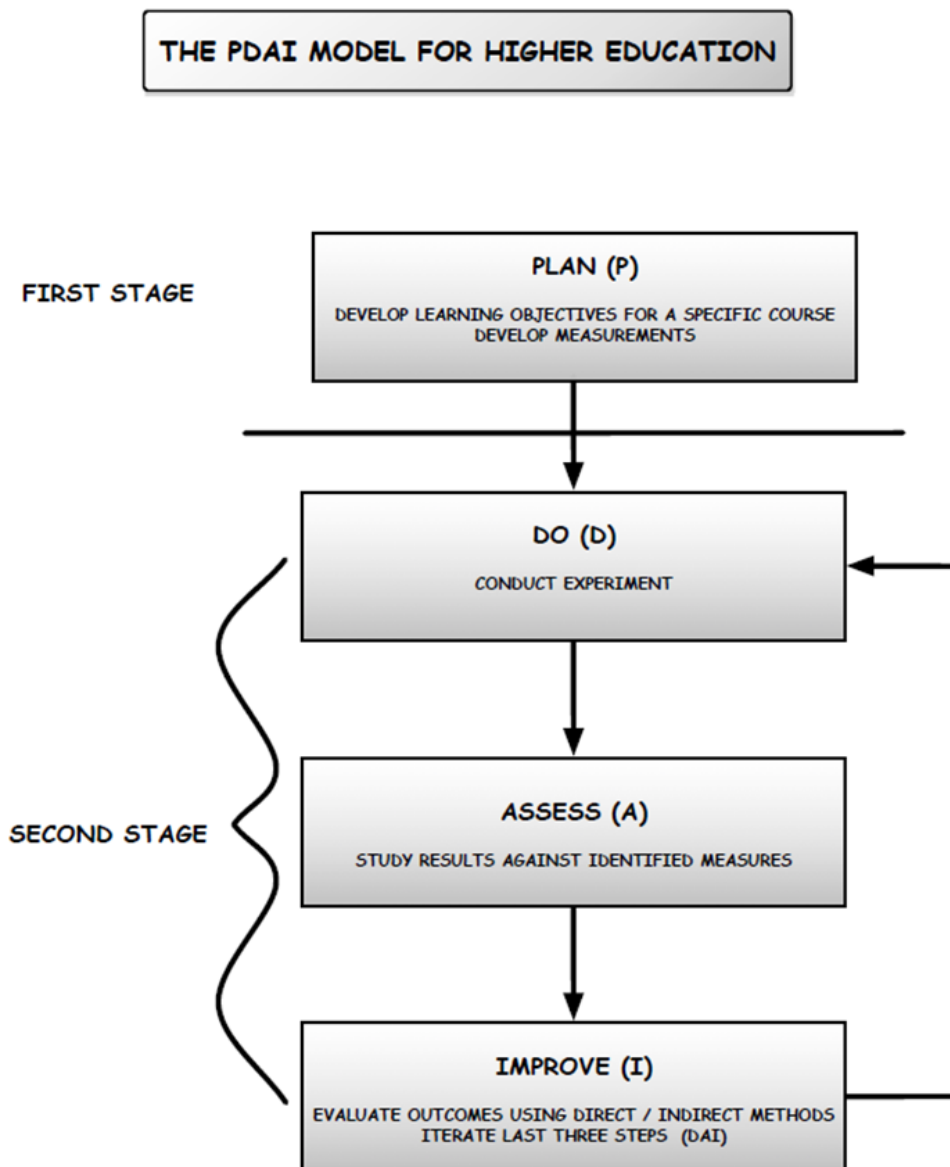 THE PDAI MODEL FOR HIGHER EDUCATION
FIRST STAGE
PLAN (P)
DEVELOP LEARNING OBJECTIVES FOR A SPECIFIC COURSE
DEVELOP MEASUREMENTS
DO (D)
CONDUCT EXPERIMENT
SECOND STAGE
ASSESS (A)
STUDY RESULTS AGAINST IDENTIFIED MEASURES
IMPROVE (I)
EVALUATE OUTCOMES USING DIRECT / INDIRECT METHODS
ITERATE LAST THREE STEPS (DAI)